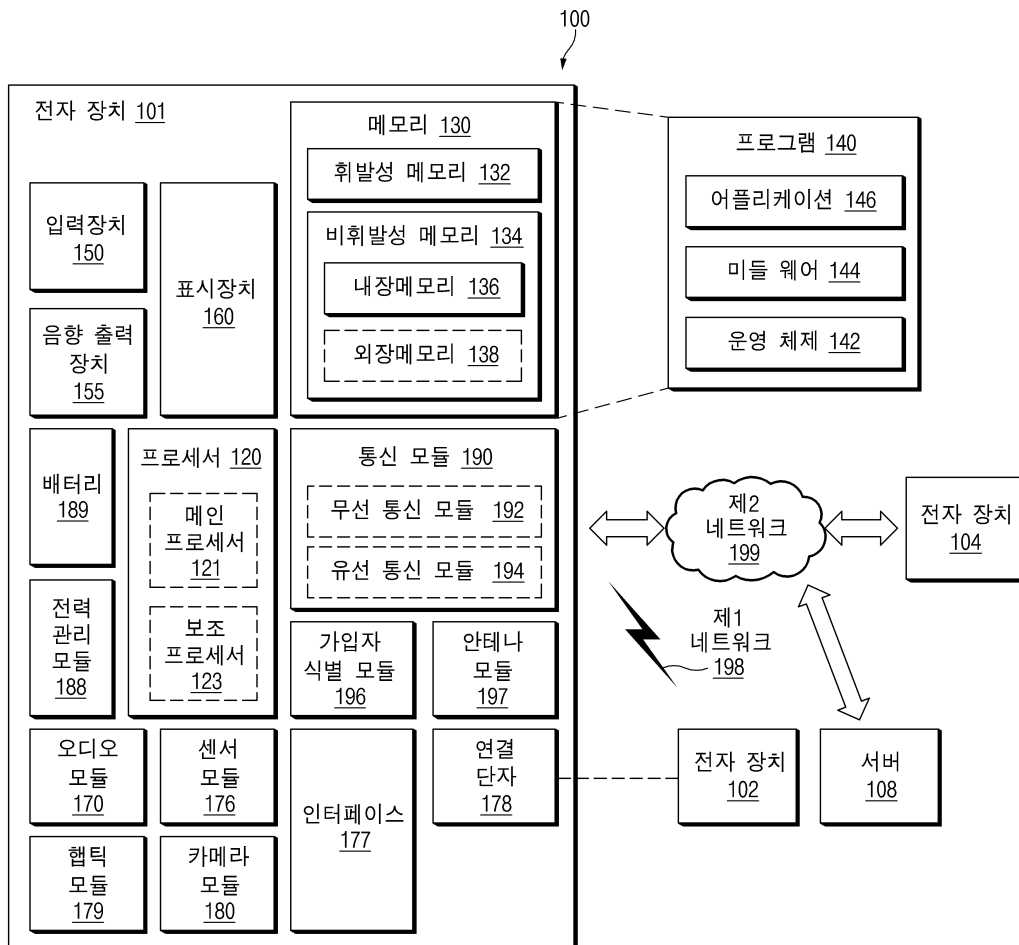 100
전자 장치 101
메모리 130
휘발성 메모리 132
비휘발성 메모리 134
내장메모리 136
외장메모리 138
프로그램 140
어플리케이션 146
미들 웨어 144
운영 체제 142
입력장치
150
음향 출력
장치
155
표시장치
160
배터리
189
프로세서 120
메인
프로세서
121
보조
프로세서
123
전력
관리
모듈
188
통신 모듈 190
무선 통신 모듈 192
유선 통신 모듈 194
가입자
식별 모듈
196
안테나
모듈
197
제2
네트워크
199
전자 장치
104
제1
네트워크
198
오디오
모듈
170
센서
모듈
176
인터페이스
177
연결
단자
178
전자 장치
102
서버
108
햅틱
모듈
179
카메라
모듈
180